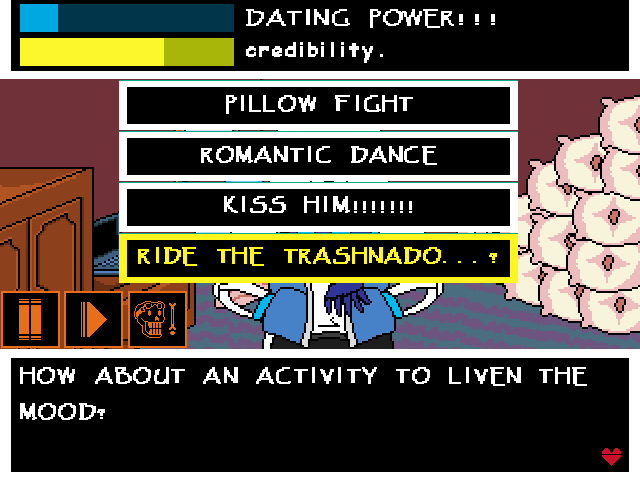 DATING POWER!!!
credibility.
PILLOW FIGHT
ROMANTIC DANCE
KISS HIM!!!!!!!
RIDE THE TRASHNADO...?
HOW ABOUT AN ACTIVITY TO LIVEN THE
MOOD?